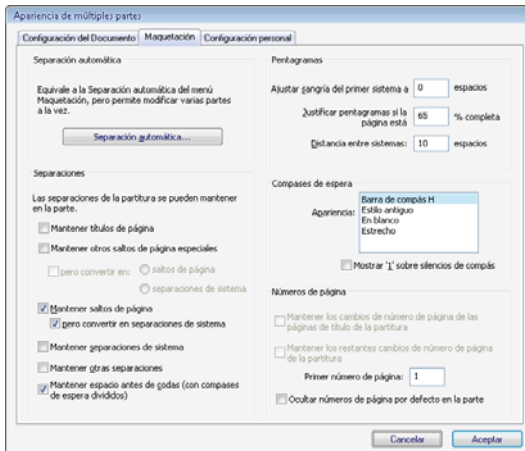 Apariencia de múltiples partes
Configuración del Documento
Maquetación
Configuración personal
Separación automática
Equivale a la Separación automática del menú
Maquetación, pero permite modificar varias partes
a la vez.
Separación automática...
Separaciones
Las separaciones de la partitura se pueden mantener
en la parte.
Mantener títulos de página
Mantener otros saltos de página especiales
pero convertir en:
saltos de página
separaciones de sistema
Mantener saltos de página
pero convertir en separaciones de sistema
Mantener separaciones de sistema
Mantener otras separaciones
Mantener espacio antes de codas (con compases
de espera divididos)
Pentagramas
Ajustar sangría del primer sistema a 0 espacios
Justificar pentagramas si la
página está 65 % completa
Distancia entre sistemas: 10 espacios
Compases de espera
Apariencia:
Barra de compás H
Estilo antiguo
En blanco
Estrecho
Mostrar '1' sobre silencios de compás
Números de página
Mantener los cambios de número de página de las
páginas de título de la partitura
Mantener los restantes cambios de número de página
de la partitura
Primer número de página: 1
Ocultar números de página por defecto en la parte
Cancelar
Aceptar